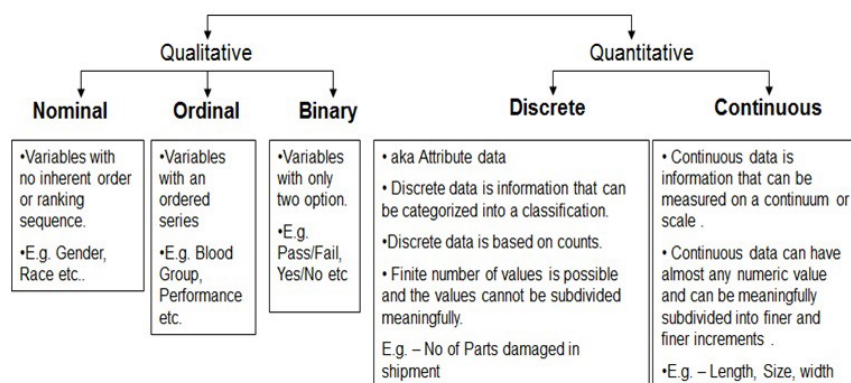 Qualitative
Quantitative
Nominal
Ordinal
Binary
Discrete
Continuous
•Variables with
no inherent order
or ranking
sequence.
•E.g. Gender,
Race etc..
•Variables
with an
ordered
series
•E.g. Blood
Group,
Performance
etc.
•Variables
with only
two option.
•E.g.
Pass/Fail,
Yes/No etc
• aka Attribute data
• Discrete data is information that can
be categorized into a classification.
•Discrete data is based on counts.
• Finite number of values is possible
and the values cannot be subdivided
meaningfully.
E.g. – No of Parts damaged in
shipment
• Continuous data is
information that can be
measured on a continuum or
scale .
• Continuous data can have
almost any numeric value
and can be meaningfully
subdivided into finer and
finer increments .
•E.g. – Length, Size, width